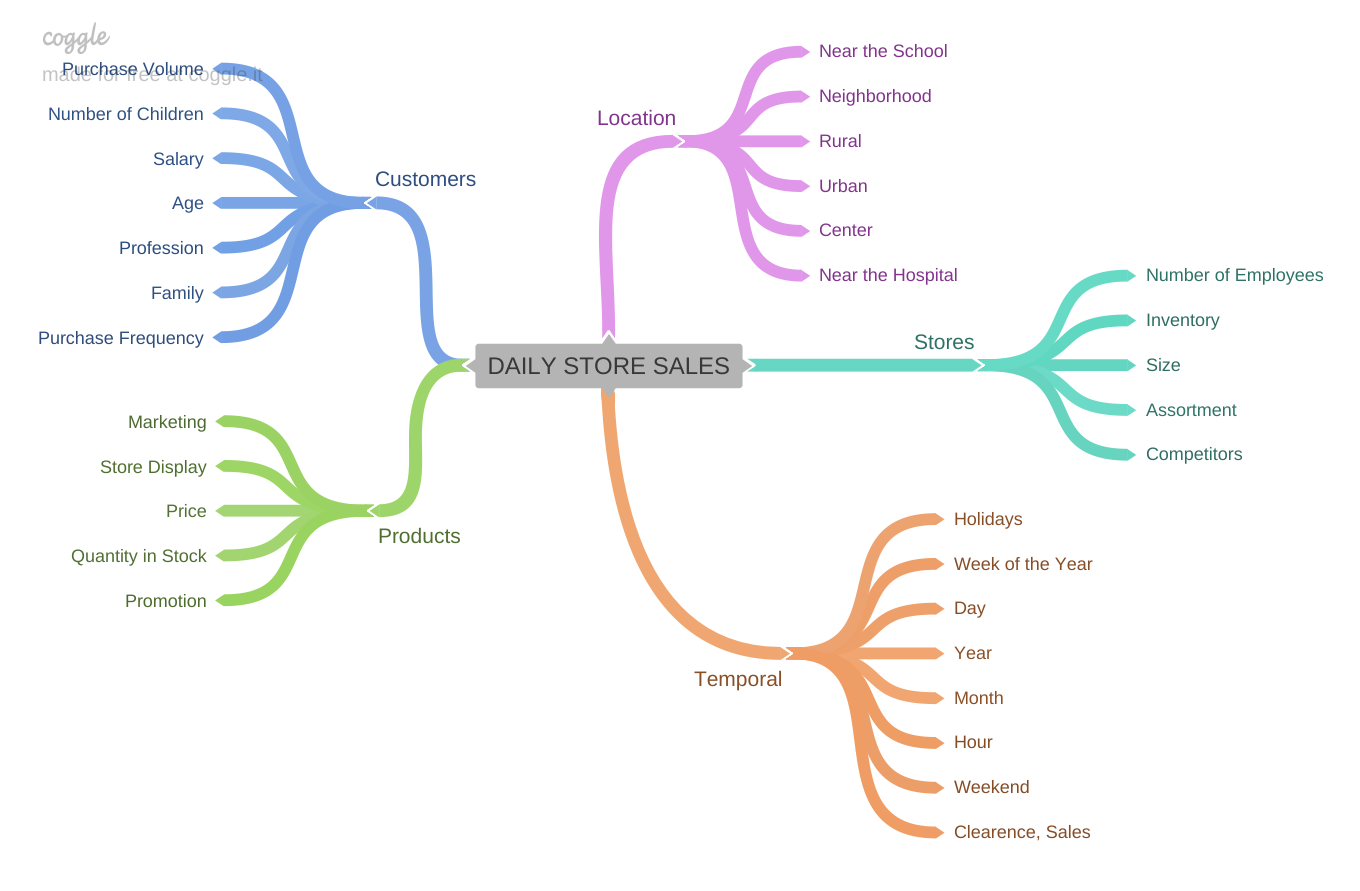 coggle
made for free at coggle.it
Purchase Volume
Number of Children
Salary
Age
Profession
Family
Purchase Frequency
Customers
Marketing
Store Display
Price
Quantity in Stock
Promotion
Products
DAILY STORE SALES
Location
Near the School
Neighborhood
Rural
Urban
Center
Near the Hospital
Stores
Number of Employees
Inventory
Size
Assortment
Competitors
Temporal
Holidays
Week of the Year
Day
Year
Month
Hour
Weekend
Clearence, Sales